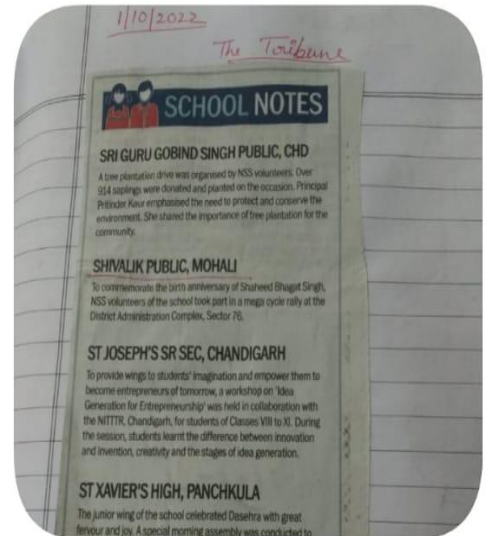 1/10/2022
The Toribune
SCHOOL NOTES
SRI GURU GOBIND SINGH PUBLIC, CHD
A tree plantation drive was organised by NSS volunteers. Over
914 saplings were donated and planted on the occasion. Principal
Pritinder Kaur emphasised the need to protect and conserve the
environment. She shared the importance of tree plantation for the
community.
SHIVALIK PUBLIC, MOHALI
To commemorate the birth anniversary of Shaheed Bhagat Singh,
NSS volunteers of the school took part in a mega cycle rally at the
District Administration Complex, Sector 76.
ST JOSEPH'S SR SEC, CHANDIGARH
To provide wings to students' imagination and empower them to
become entrepreneurs of tomorrow, a workshop on 'Idea
Generation for Entrepreneurship' was held in collaboration with
the NITTTR, Chandigarh, for students of Classes VIII to XI. During
the session, students learnt the difference between innovation
and invention, creativity and the stages of idea generation.
ST XAVIER'S HIGH, PANCHKULA
The junior wing of the school celebrated Dasehra with great
fervour and joy. A special morning assembly was conducted to